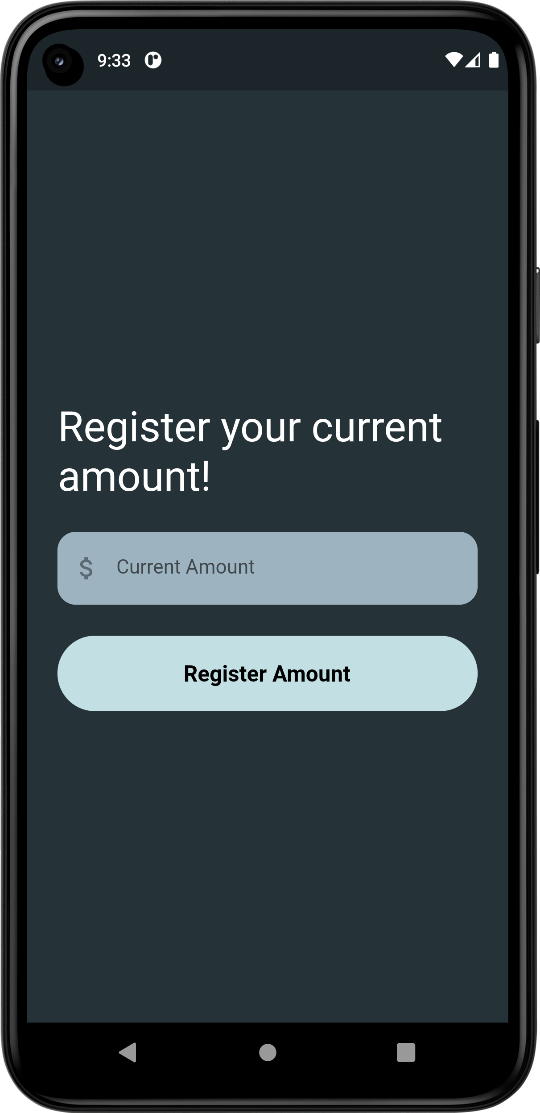 9:33
Register your current
amount!
$ Current Amount
Register Amount